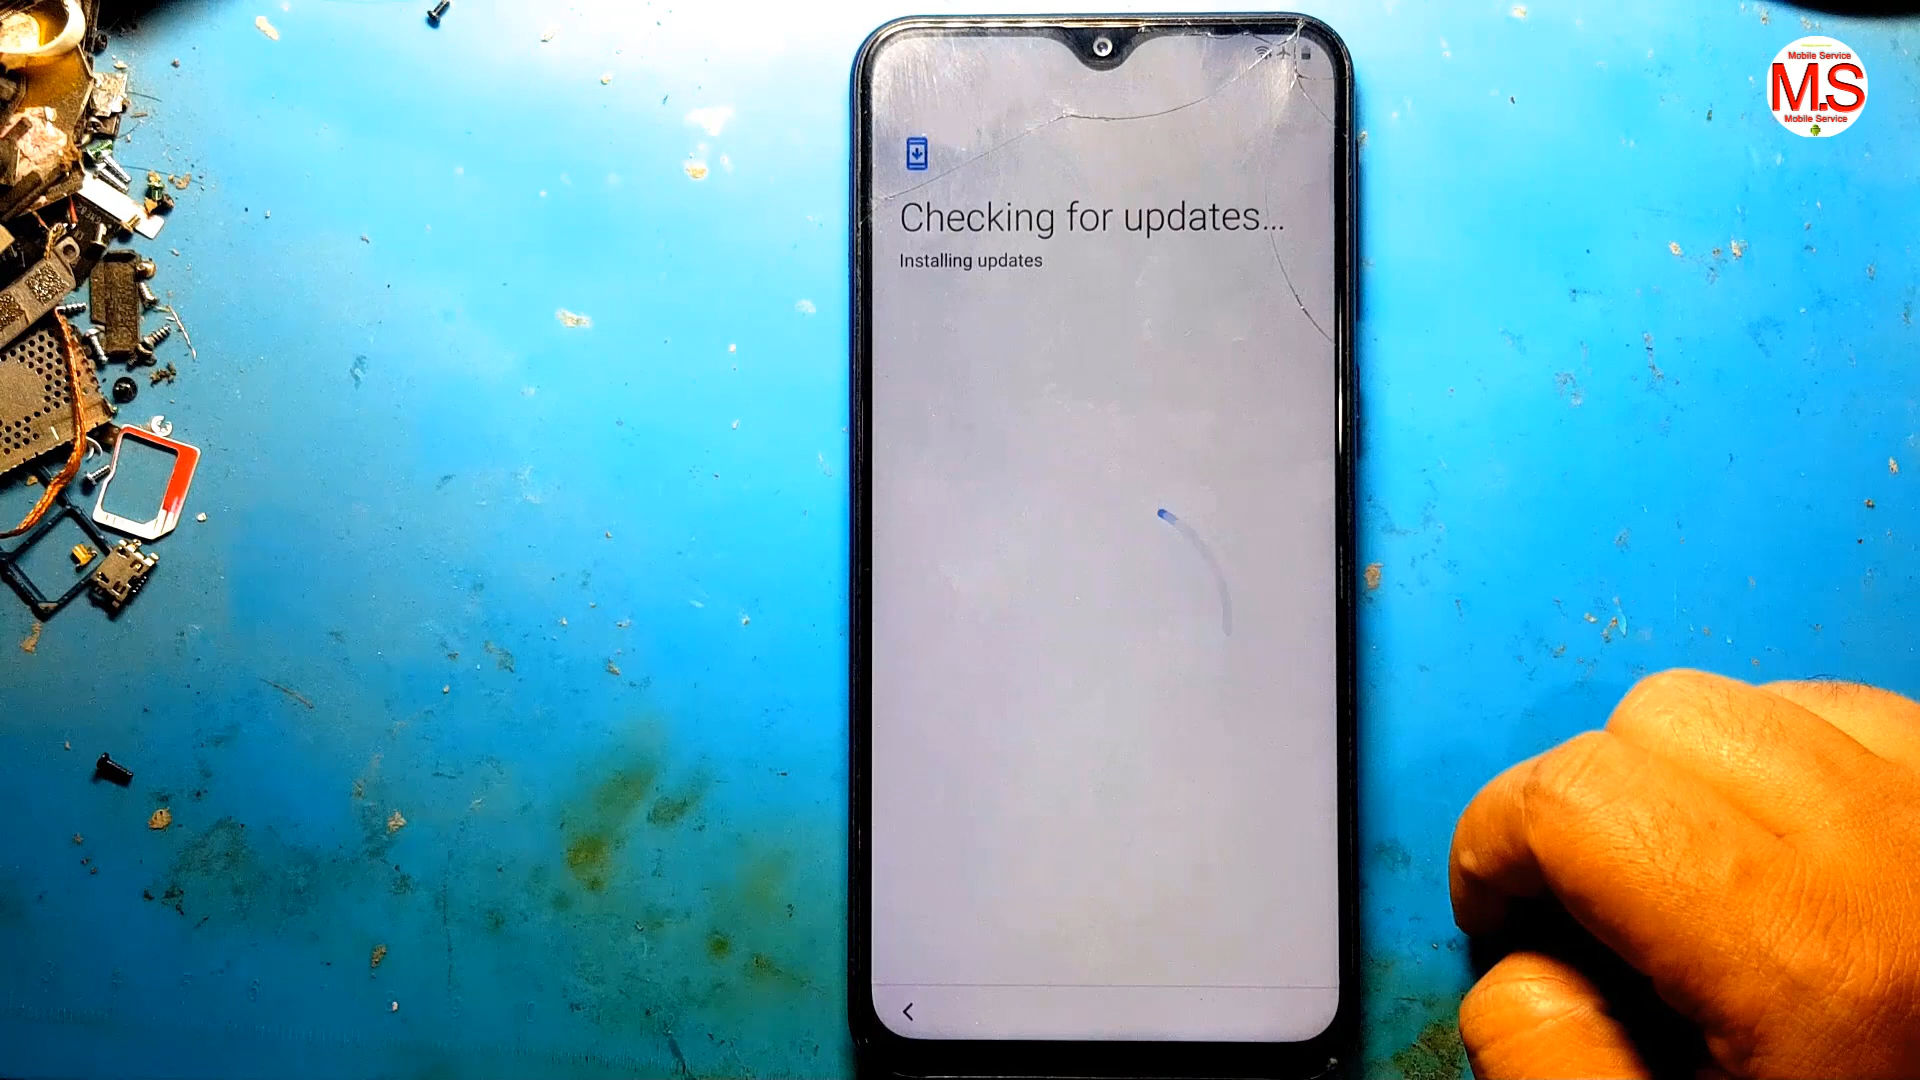 Mobile Service
M.S
Mobile Service
Checking for updates...
Installing updates